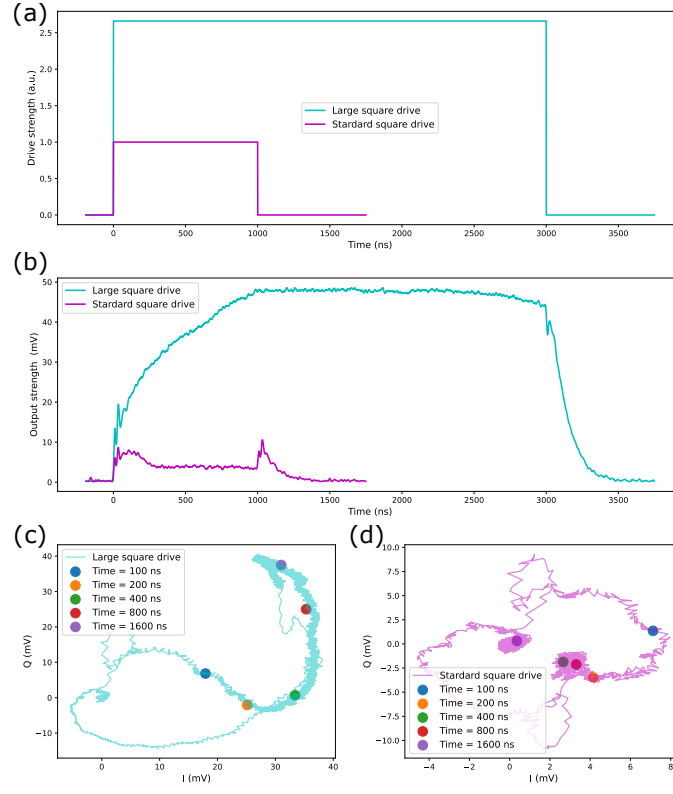 (a)
2.5
2.0
1.5
1.0
0.5
0.0
Drive strength (a.u.)
Large square drive
Stardard square drive
0
500
1000
1500
2000
2500
3000
3500
Time (ns)
(b)
50
40
30
20
10
0
Output strength (mV)
Large square drive
Stardard square drive
0
500
1000
1500
2000
2500
3000
3500
Time (ns)
(c)
40
30
20
10
0
−10
Q (mV)
Large square drive
Time = 100 ns
Time = 200 ns
Time = 400 ns
Time = 800 ns
Time = 1600 ns
0
10
20
30
40
I (mV)
(d)
10.0
7.5
5.0
2.5
0.0
−2.5
−5.0
−7.5
−10.0
Q (mV)
Standard square drive
Time = 100 ns
Time = 200 ns
Time = 400 ns
Time = 800 ns
Time = 1600 ns
−4
−2
0
2
4
6
8
I (mV)